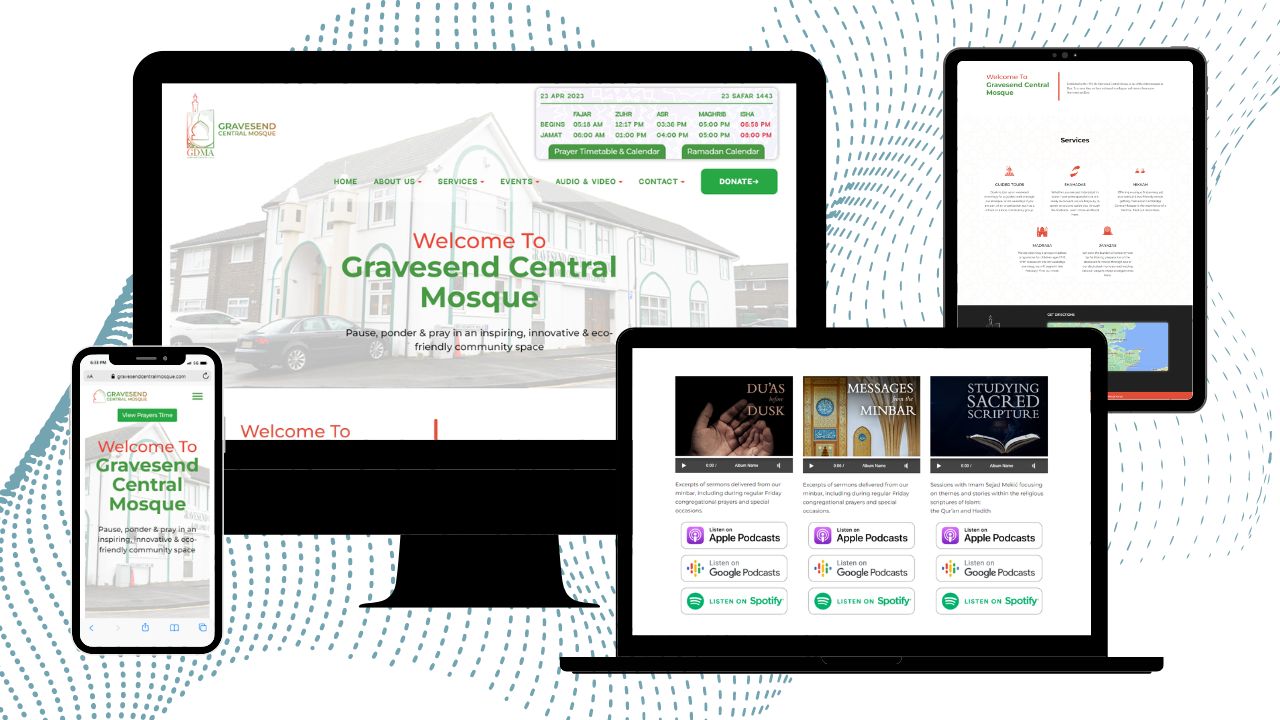 GRAVESEND
CENTRAL MOSQUE
GDMA
23 APR 2023 23 SAFAR 1443
FAJAR ZUHR ASR MAGHRIB ISHA
BEGINS 05:18 AM 12:17 PM 03:36 PM 05:00 PM 06:58 PM
JAMAT 06:00 AM 01:00 PM 04:00 PM 05:00 PM 08:00 PM
Prayer Timetable & Calendar Ramadan Calendar
HOME ABOUT US SERVICES EVENTS AUDIO & VIDEO CONTACT DONATE→
Welcome To
Gravesend Central
Mosque
Pause, ponder & pray in an inspiring, innovative & eco-
friendly community space
Welcome To
gravesendcentralmosque.com
GRAVESEND
CENTRAL MOSQUE
View Prayers Time
Welcome To
Gravesend
Central
Mosque
Pause, ponder & pray in an
inspiring, innovative & eco-
friendly community space
Welcome To
Gravesend Central
Mosque
Services
GUIDED TOURS SHAHADAS NIKKAH
MADRASA JANAZAS
GET DIRECTIONS
DU'AS
before
DUSK
0:00 / Album Name
Excerpts of sermons delivered from our
minbar, including during regular Friday
congregational prayers and special
occasions.
Listen on
Apple Podcasts
Listen on
Google Podcasts
LISTEN ON Spotify
MESSAGES
from the
MINBAR
0:00 / Album Name
Excerpts of sermons delivered from our
minbar, including during regular Friday
congregational prayers and special
occasions.
Listen on
Apple Podcasts
Listen on
Google Podcasts
LISTEN ON Spotify
STUDYING
SACRED
SCRIPTURE
0:00 / Album Name
Sessions with Imam Sejad Mekić focusing
on themes and stories within the religious
scriptures of Islam:
the Qur'an and Hadith
Listen on
Apple Podcasts
Listen on
Google Podcasts
LISTEN ON Spotify